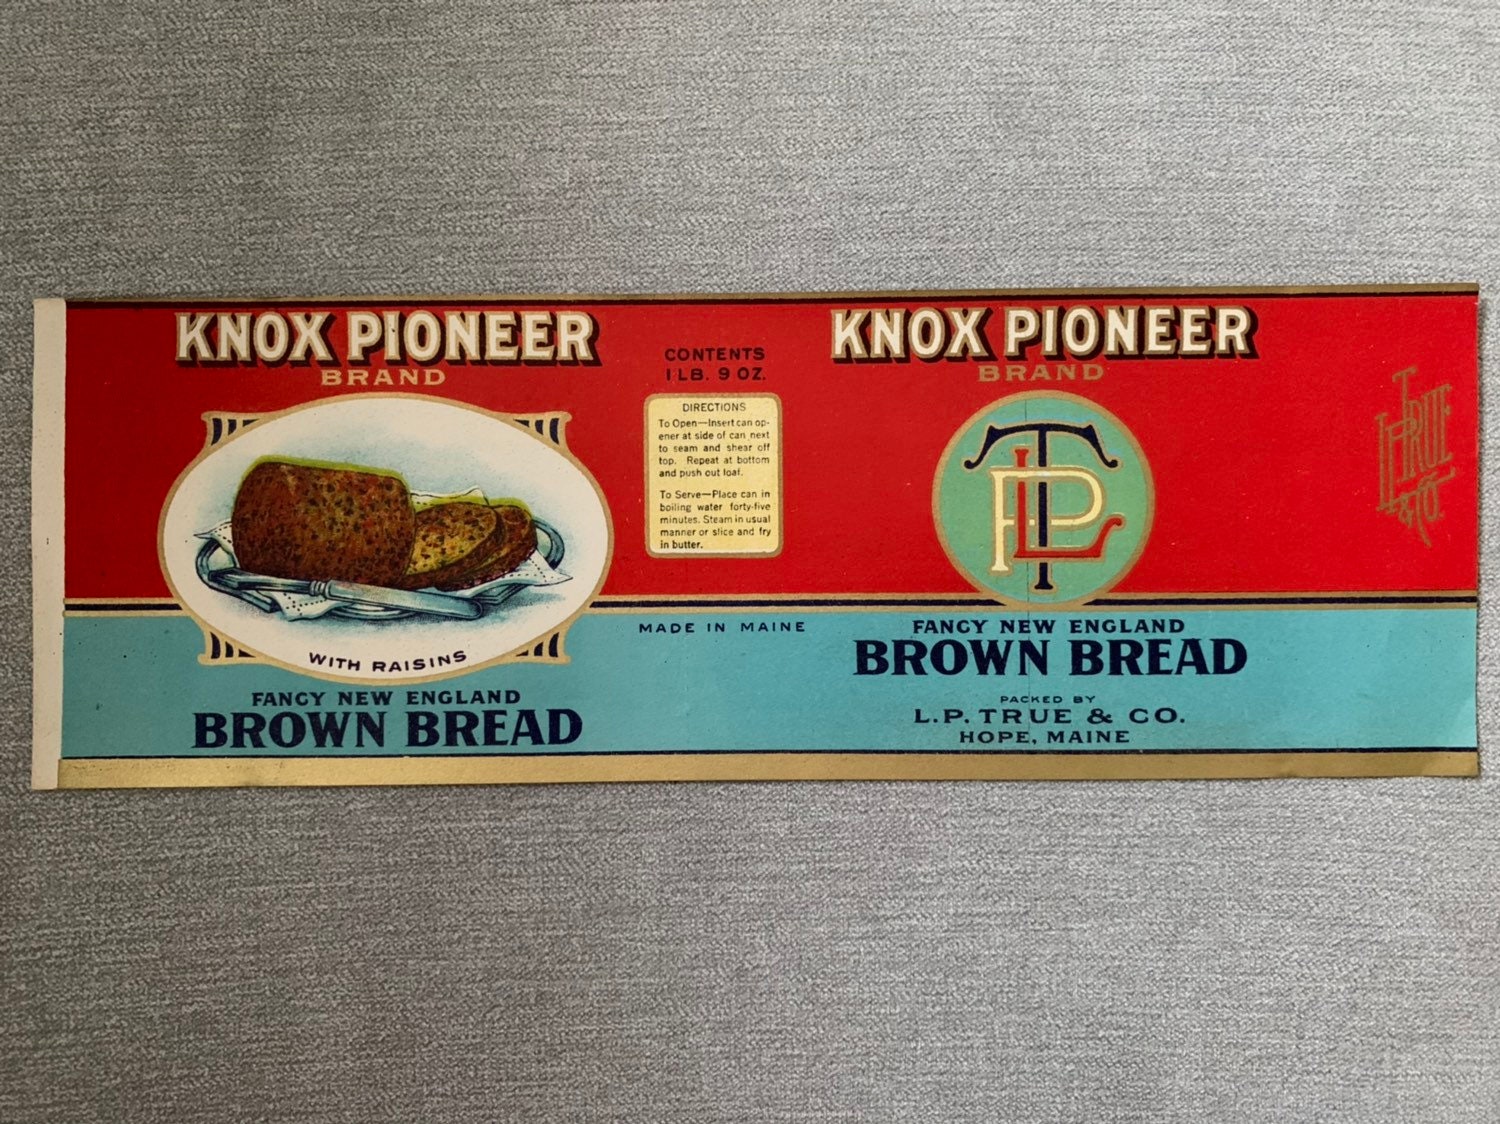 KNOX PIONEER
BRAND
WITH RAISINS
FANCY NEW ENGLAND
BROWN BREAD
CONTENTS
1 LB. 9 OZ.
DIRECTIONS
To Open—Insert can op-
ener at side of can next
to seam and shear off
top. Repeat at bottom
and push out loaf.
To Serve—Place can in
boiling water forty-five
minutes. Steam in usual
manner or slice and fry
in butter.
MADE IN MAINE
KNOX PIONEER
BRAND
LPT
FANCY NEW ENGLAND
BROWN BREAD
PACKED BY
L.P. TRUE & CO.
HOPE, MAINE
LPTRUE
& CO.